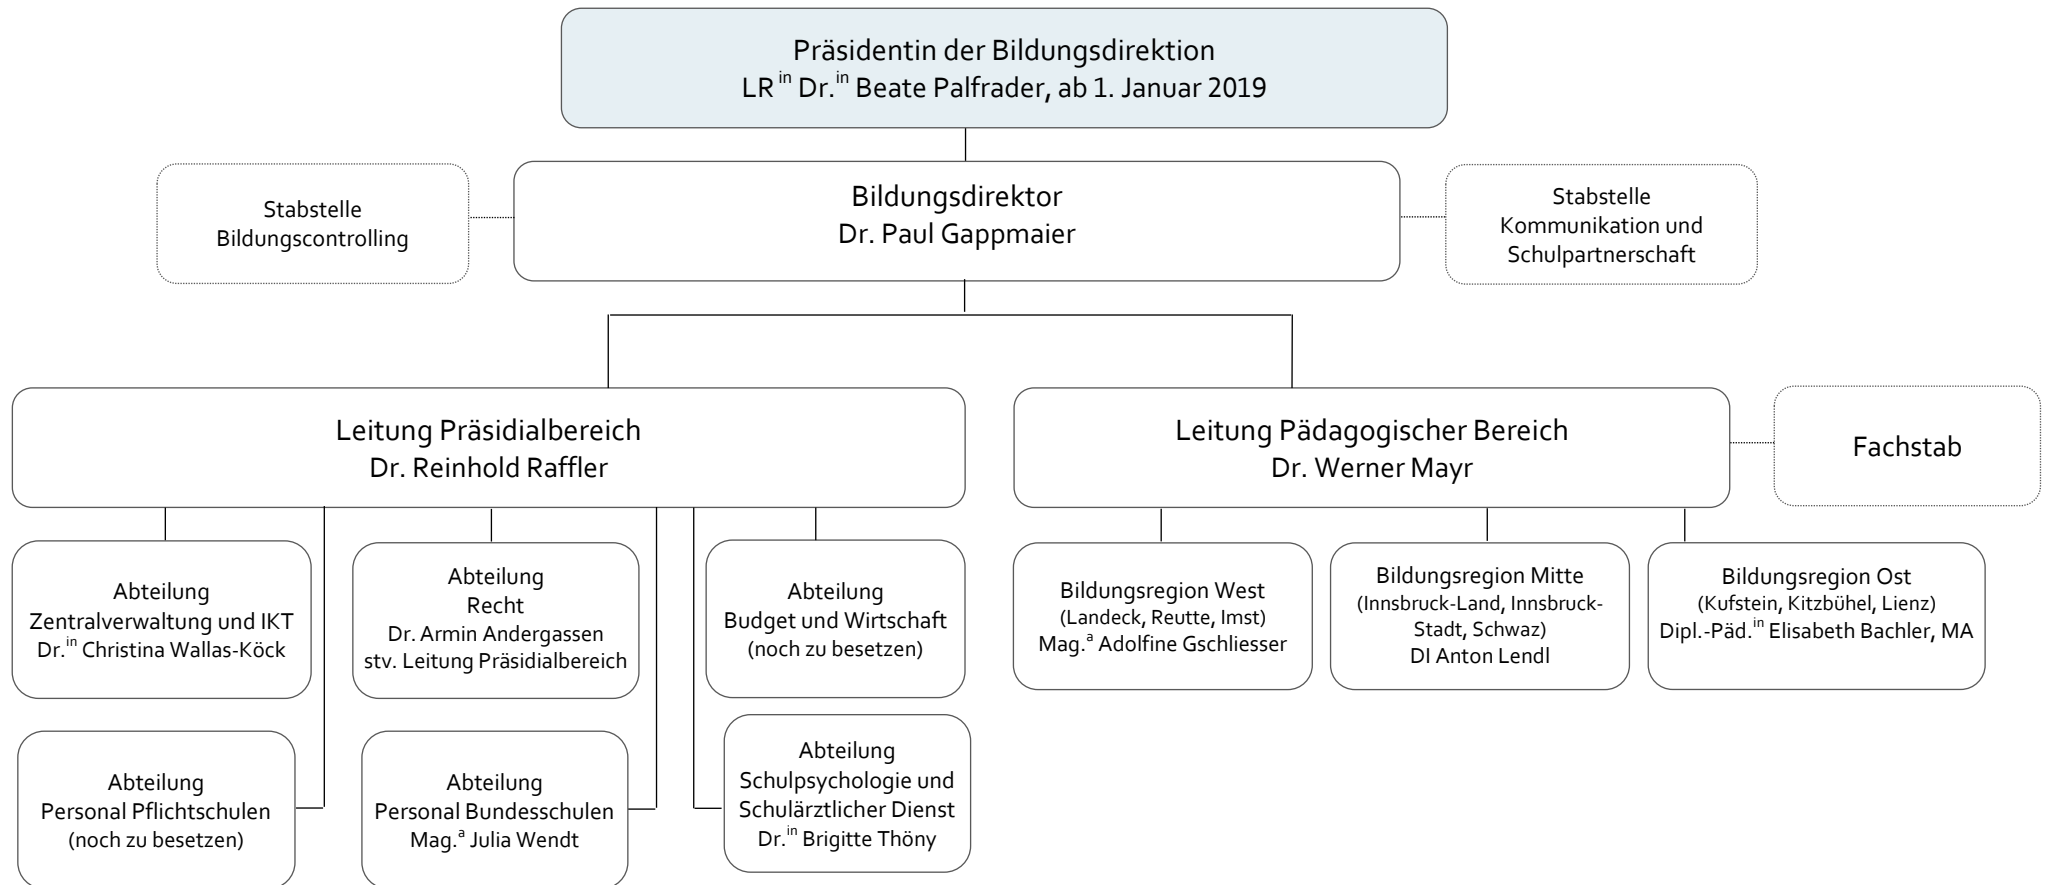 Präsidentin der Bildungsdirektion
LRin Dr.in Beate Palfrader, ab 1. Januar 2019
Stabstelle
Bildungscontrolling
Bildungsdirektor
Dr. Paul Gappmaier
Stabstelle
Kommunikation und
Schulpartnerschaft
Leitung Präsidialbereich
Dr. Reinhold Raffler
Leitung Pädagogischer Bereich
Dr. Werner Mayr
Fachstab
Abteilung
Zentralverwaltung und IKT
Dr.in Christina Wallas-Köck
Abteilung
Recht
Dr. Armin Andergassen
stv. Leitung Präsidialbereich
Abteilung
Budget und Wirtschaft
(noch zu besetzen)
Bildungsregion West
(Landeck, Reutte, Imst)
Mag.a Adolfine Gschliesser
Bildungsregion Mitte
(Innsbruck-Land, Innsbruck-
Stadt, Schwaz)
DI Anton Lendl
Bildungsregion Ost
(Kufstein, Kitzbühel, Lienz)
Dipl.-Päd.in Elisabeth Bachler, MA
Abteilung
Personal Pflichtschulen
(noch zu besetzen)
Abteilung
Personal Bundesschulen
Mag.a Julia Wendt
Abteilung
Schulpsychologie und
Schulärztlicher Dienst
Dr.in Brigitte Thöny